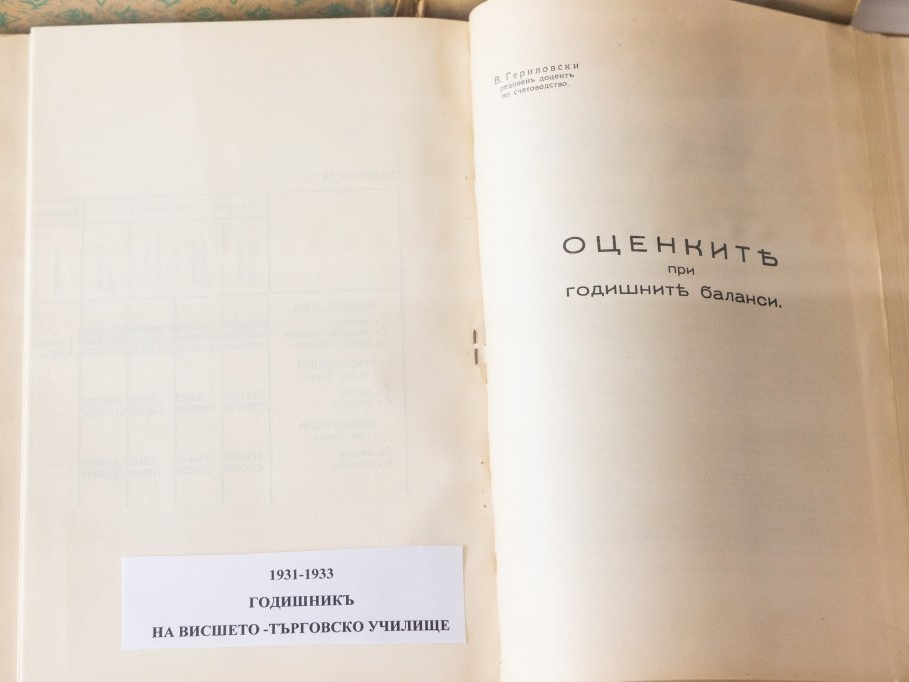 1931-1933
ГОДИШНИКЪ
НА ВИСШЕТО -ТЪРГОВСКО УЧИЛИЩЕ
В. Гериловски
редовенъ доцентъ
по счетоводство.
ОЦЕНКИТѢ
при
годишнитѣ баланси.